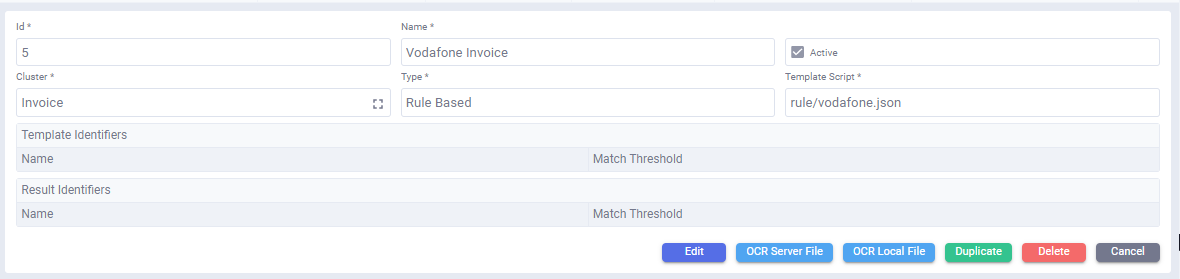 Id * Name *
5 Vodafone Invoice Active
Cluster * Type * Template Script *
Invoice Rule Based rule/vodafone.json
Template Identifiers
Name Match Threshold
Result Identifiers
Name Match Threshold
Edit OCR Server File OCR Local File Duplicate Delete Cancel